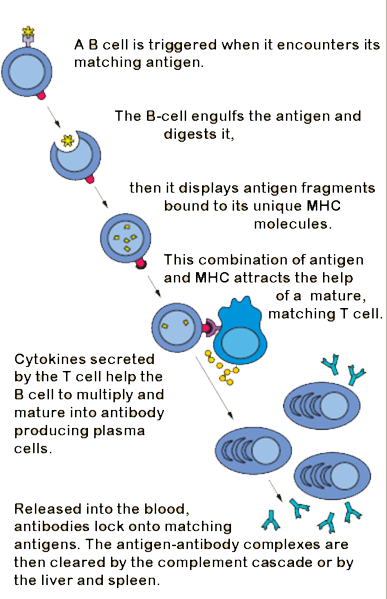 A B cell is triggered when it encounters its
matching antigen.
The B-cell engulfs the antigen and
digests it,
then it displays antigen fragments
bound to its unique MHC
molecules.
This combination of antigen
and MHC attracts the help
of a mature,
matching T cell.
Cytokines secreted
by the T cell help the
B cell to multiply and
mature into antibody
producing plasma
cells.
Released into the blood,
antibodies lock onto matching
antigens. The antigen-antibody complexes are
then cleared by the complement cascade or by
the liver and spleen.